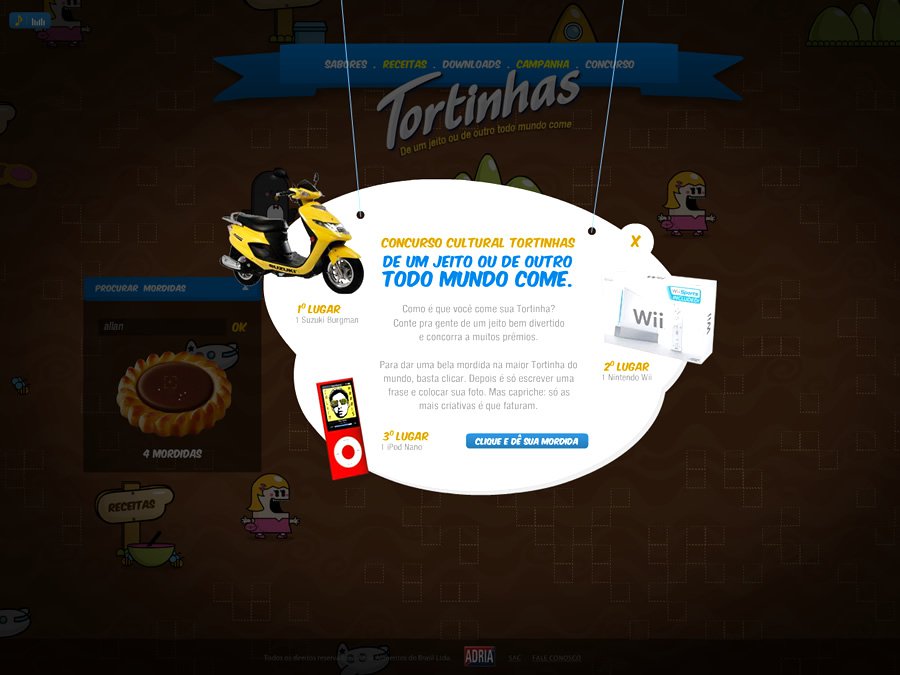 SABORES . RECEITAS . DOWNLOADS . CAMPANHA . CONCURSO
Tortinhas
De um jeito ou de outro todo mundo come
CONCURSO CULTURAL TORTINHAS
X
DE UM JEITO OU DE OUTRO
TODO MUNDO COME.
SUZUKI
1º LUGAR
1 Suzuki Burgman
Como é que você come sua Tortinha?
Conte pra gente de um jeito bem divertido
e concorra a muitos prêmios.
Wii
2º LUGAR
1 Nintendo Wii
Para dar uma bela mordida na maior Tortinha do
mundo, basta clicar. Depois é só escrever uma
frase e colocar sua foto. Mas capriche: só as
mais criativas é que faturam.
3º LUGAR
1 iPod Nano
CLIQUE E DÊ SUA MORDIDA
PROCURAR MORDIDAS
allan
OK
4 MORDIDAS
RECEITAS
Todos os direitos
do Brasil Ltda.
ADRIA
SAC
FALE CONOSCO